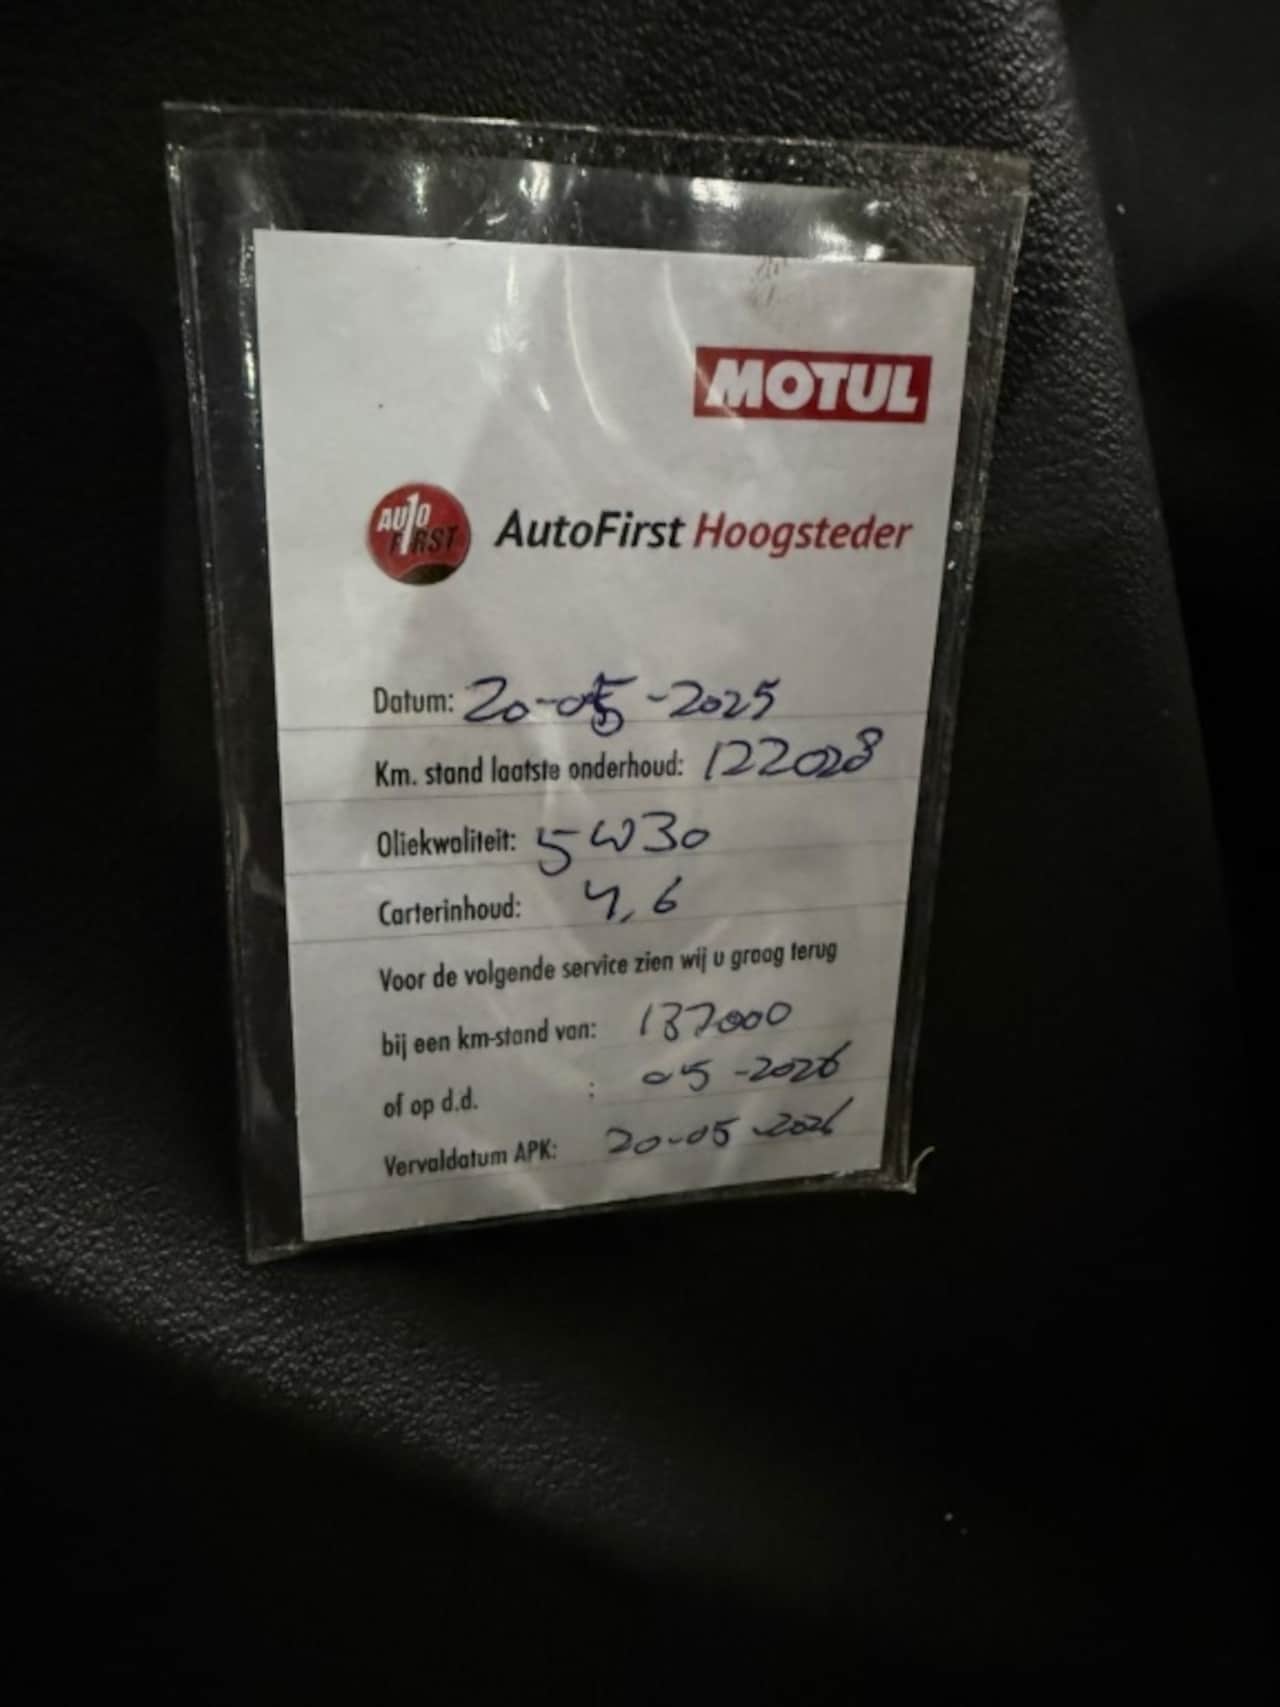 MOTUL
AUTO
FIRST
AutoFirst Hoogsteder
Datum: 20-05-2025
Km. stand laatste onderhoud: 122028
Oliekwaliteit: 5W30
Carterinhoud: 4,6
Voor de volgende service zien wij u graag terug
bij een km-stand van: 137000
of op d.d. : 05-2026
Vervaldatum APK: 20-05-2026